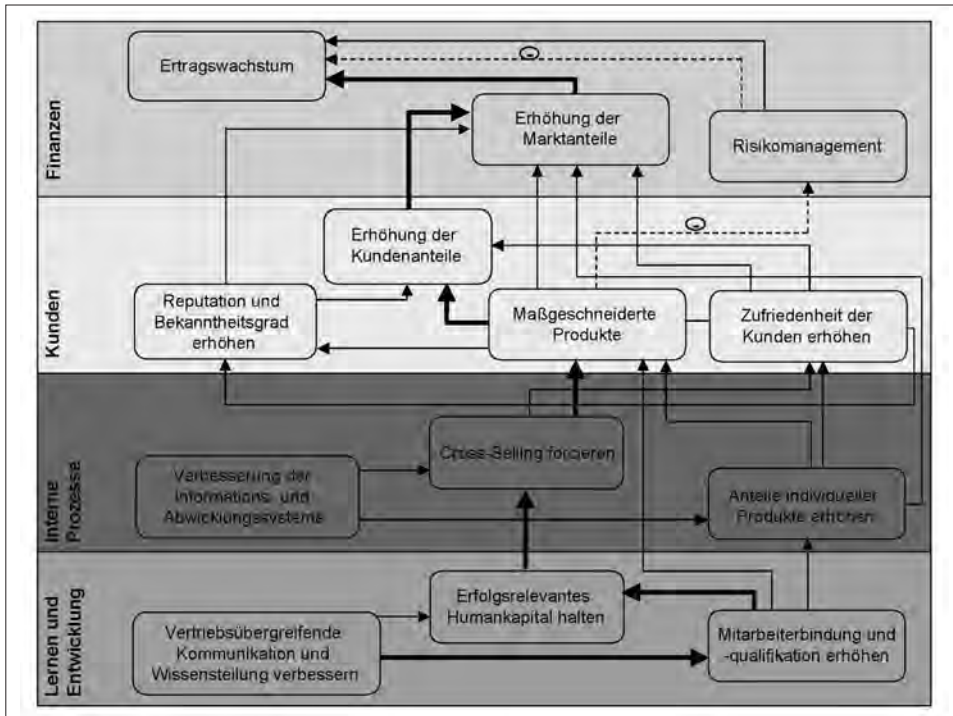 Finanzen
Ertragswachstum
Erhöhung der
Marktanteile
Risikomanagement
-
Kunden
Erhöhung der
Kundenanteile
-
Reputation und
Bekanntheitsgrad
erhöhen
Maßgeschneiderte
Produkte
Zufriedenheit der
Kunden erhöhen
Interne
Prozesse
Cross-Selling forcieren
Verbesserung der
Informations- und
Abwicklungssysteme
Anteile individueller
Produkte erhöhen
Lernen und
Entwicklung
Erfolgsrelevantes
Humankapital halten
Vertriebsübergreifende
Kommunikation und
Wissensteilung verbessern
Mitarbeiterbindung und
-qualifikation erhöhen